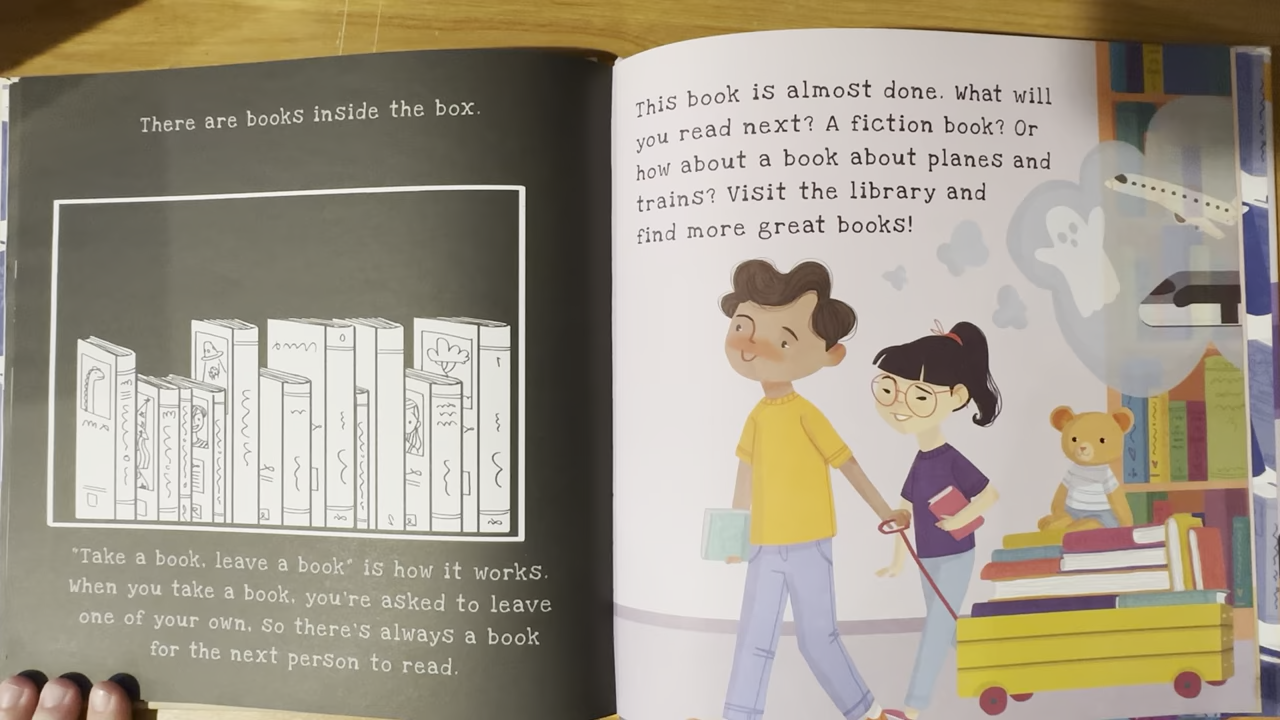 There are books inside the box.
"Take a book, leave a book" is how it works.
When you take a book, you're asked to leave
one of your own, so there's always a book
for the next person to read.
This book is almost done. What will
you read next? A fiction book? Or
how about a book about planes and
trains? Visit the library and
find more great books!